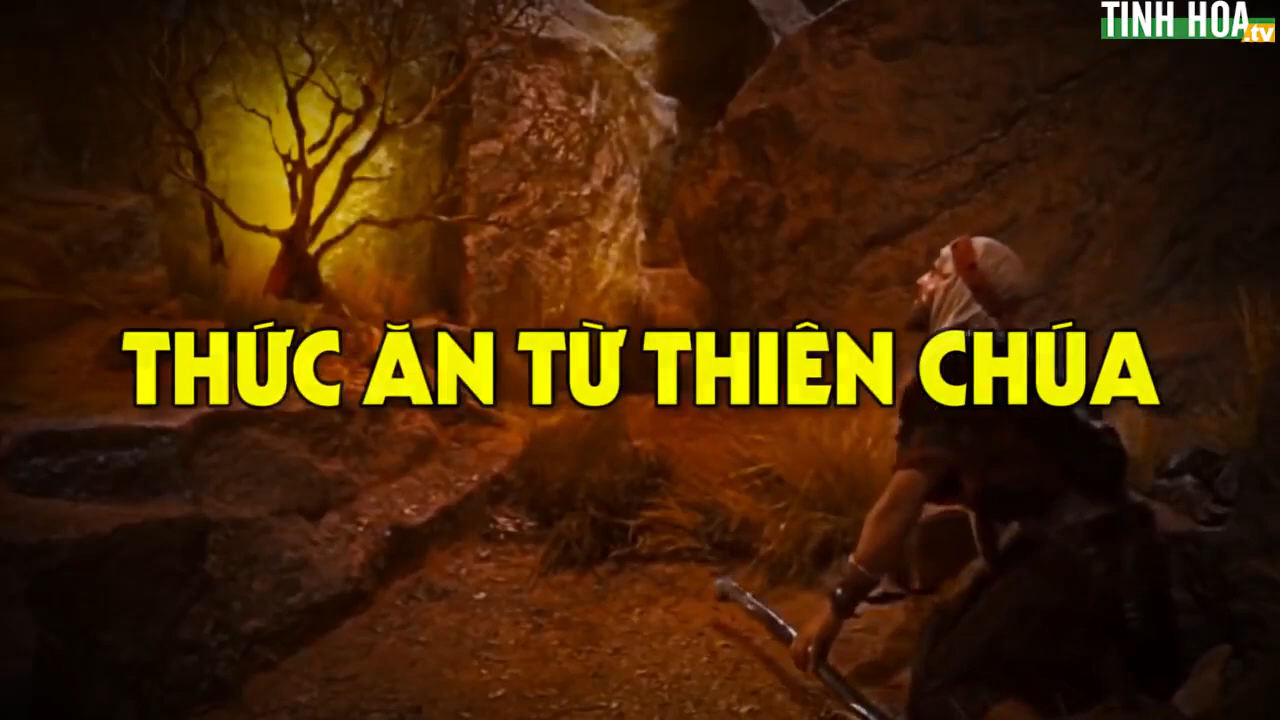 TINH HOA
.tv
THỨC ĂN TỪ THIÊN CHÚA